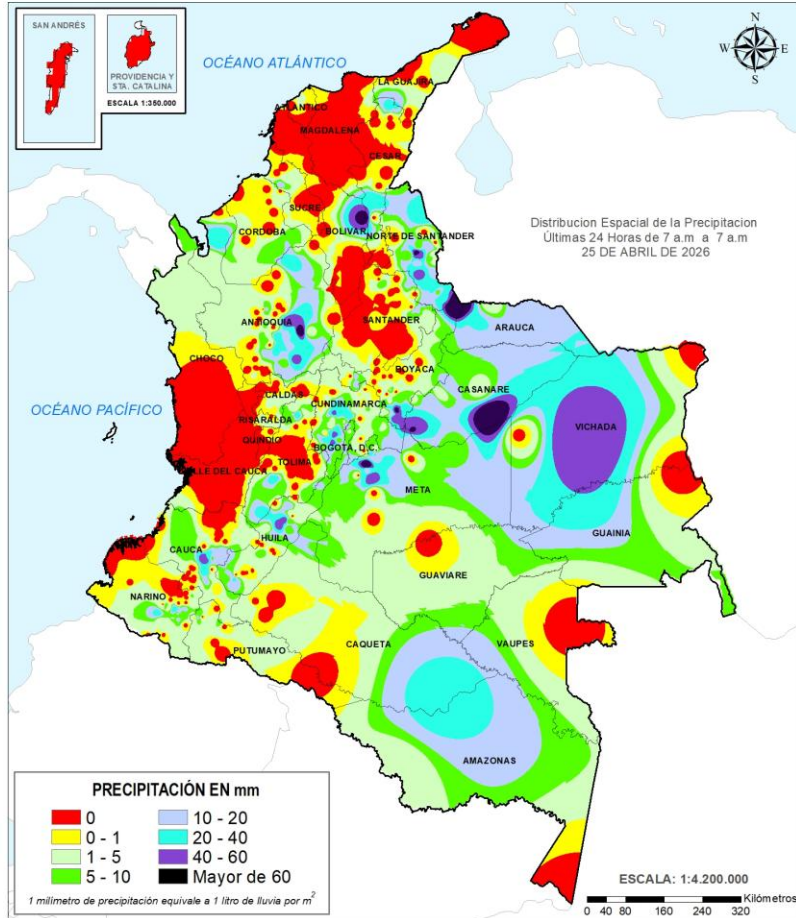 SAN ANDRÉS
PROVIDENCIA Y
STA. CATALINA
ESCALA 1:350.000
OCÉANO ATLÁNTICO
N
W
E
S
LA GUAJIRA
ATLANTICO
MAGDALENA
CESAR
SUCRE
CORDOBA
BOLIVAR
NORTE DE SANTANDER
Distribucion Espacial de la Precipitacion
Últimas 24 Horas de 7 a.m a 7 a.m
25 DE ABRIL DE 2026
ANTIOQUIA
SANTANDER
ARAUCA
CHOCO
BOYACA
CASANARE
OCÉANO PACÍFICO
CALDAS
CUNDINAMARCA
RISARALDA
VICHADA
QUINDIO
BOGOTA, D.C.
TOLIMA
VALLE DEL CAUCA
META
GUAINIA
HUILA
CAUCA
GUAVIARE
NARINO
CAQUETA
VAUPES
PUTUMAYO
AMAZONAS
PRECIPITACIÓN EN mm
0
10 - 20
0 - 1
20 - 40
1 - 5
40 - 60
5 - 10
Mayor de 60
1 milímetro de precipitación equivale a 1 litro de lluvia por m²
ESCALA: 1:4.200.000
Kilómetros
0 40 80 160 240 320